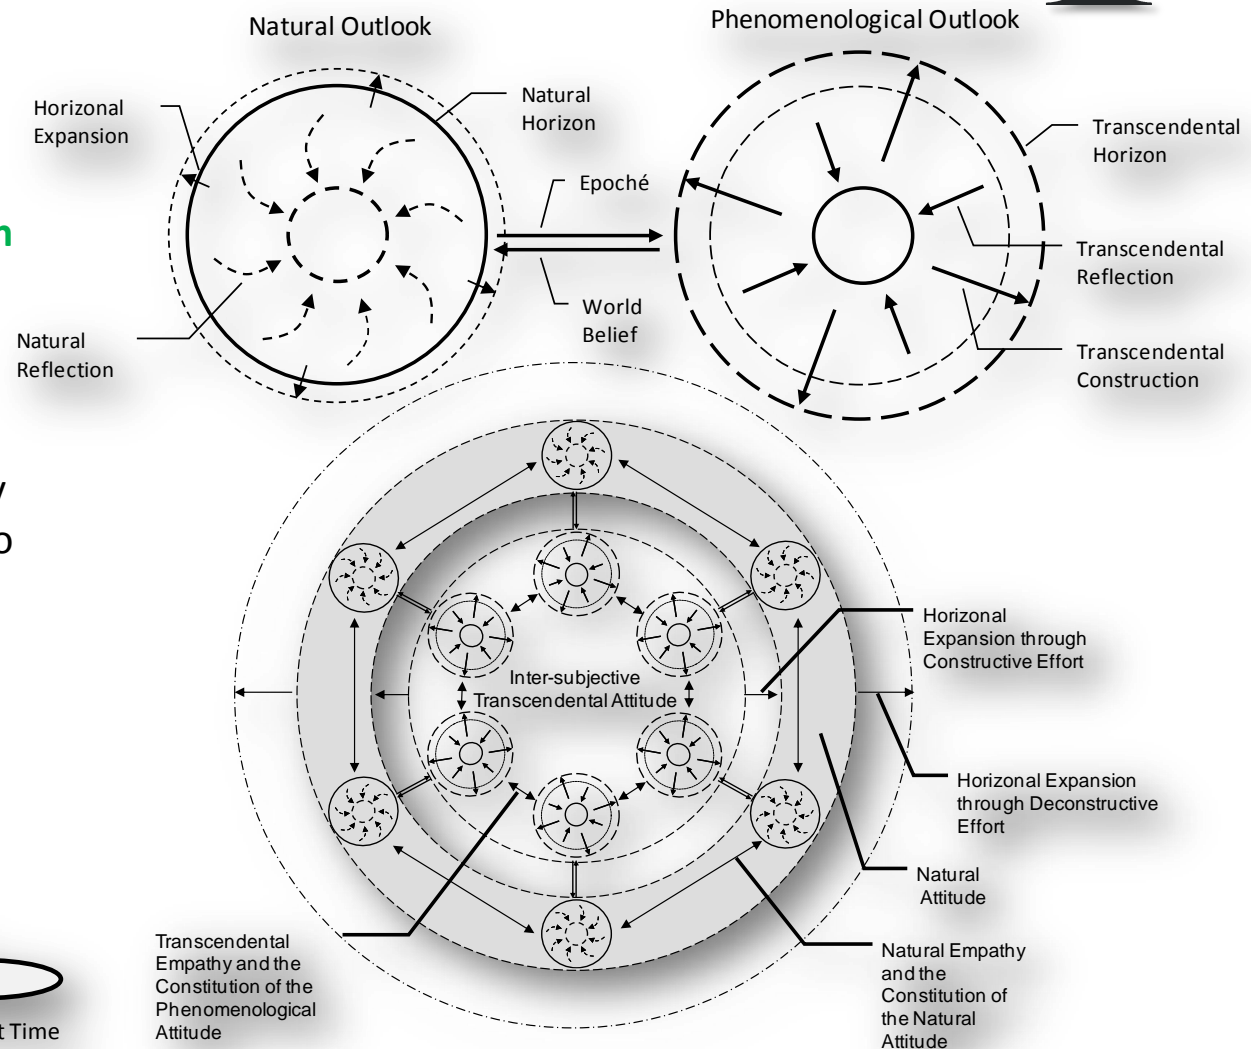 Natural Outlook
Phenomenological Outlook
Horizonal
Expansion
Natural
Horizon
Transcendental
Horizon
Epoché
Transcendental
Reflection
World
Belief
Natural
Reflection
Transcendental
Construction
Inter-subjective
Transcendental Attitude
Horizonal
Expansion through
Constructive Effort
Horizonal Expansion
through Deconstructive
Effort
Natural
Attitude
Transcendental
Empathy and the
Constitution of the
Phenomenological
Attitude
Natural Empathy
and the
Constitution of
the Natural
Attitude
t Time